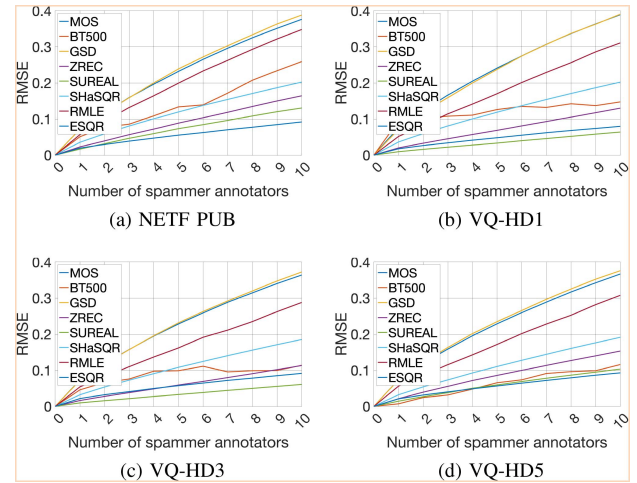 0.4
0.3
0.2
0.1
0
RMSE
MOS
BT500
GSD
ZREC
SUREAL
SHaSQR
RMLE
ESQR
0 1 2 3 4 5 6 7 8 9 10
Number of spammer annotators
(a) NETF PUB
0.4
0.3
0.2
0.1
0
RMSE
MOS
BT500
GSD
ZREC
SUREAL
SHaSQR
RMLE
ESQR
0 1 2 3 4 5 6 7 8 9 10
Number of spammer annotators
(b) VQ-HD1
0.4
0.3
0.2
0.1
0
RMSE
MOS
BT500
GSD
ZREC
SUREAL
SHaSQR
RMLE
ESQR
0 1 2 3 4 5 6 7 8 9 10
Number of spammer annotators
(c) VQ-HD3
0.4
0.3
0.2
0.1
0
RMSE
MOS
BT500
GSD
ZREC
SUREAL
SHaSQR
RMLE
ESQR
0 1 2 3 4 5 6 7 8 9 10
Number of spammer annotators
(d) VQ-HD5